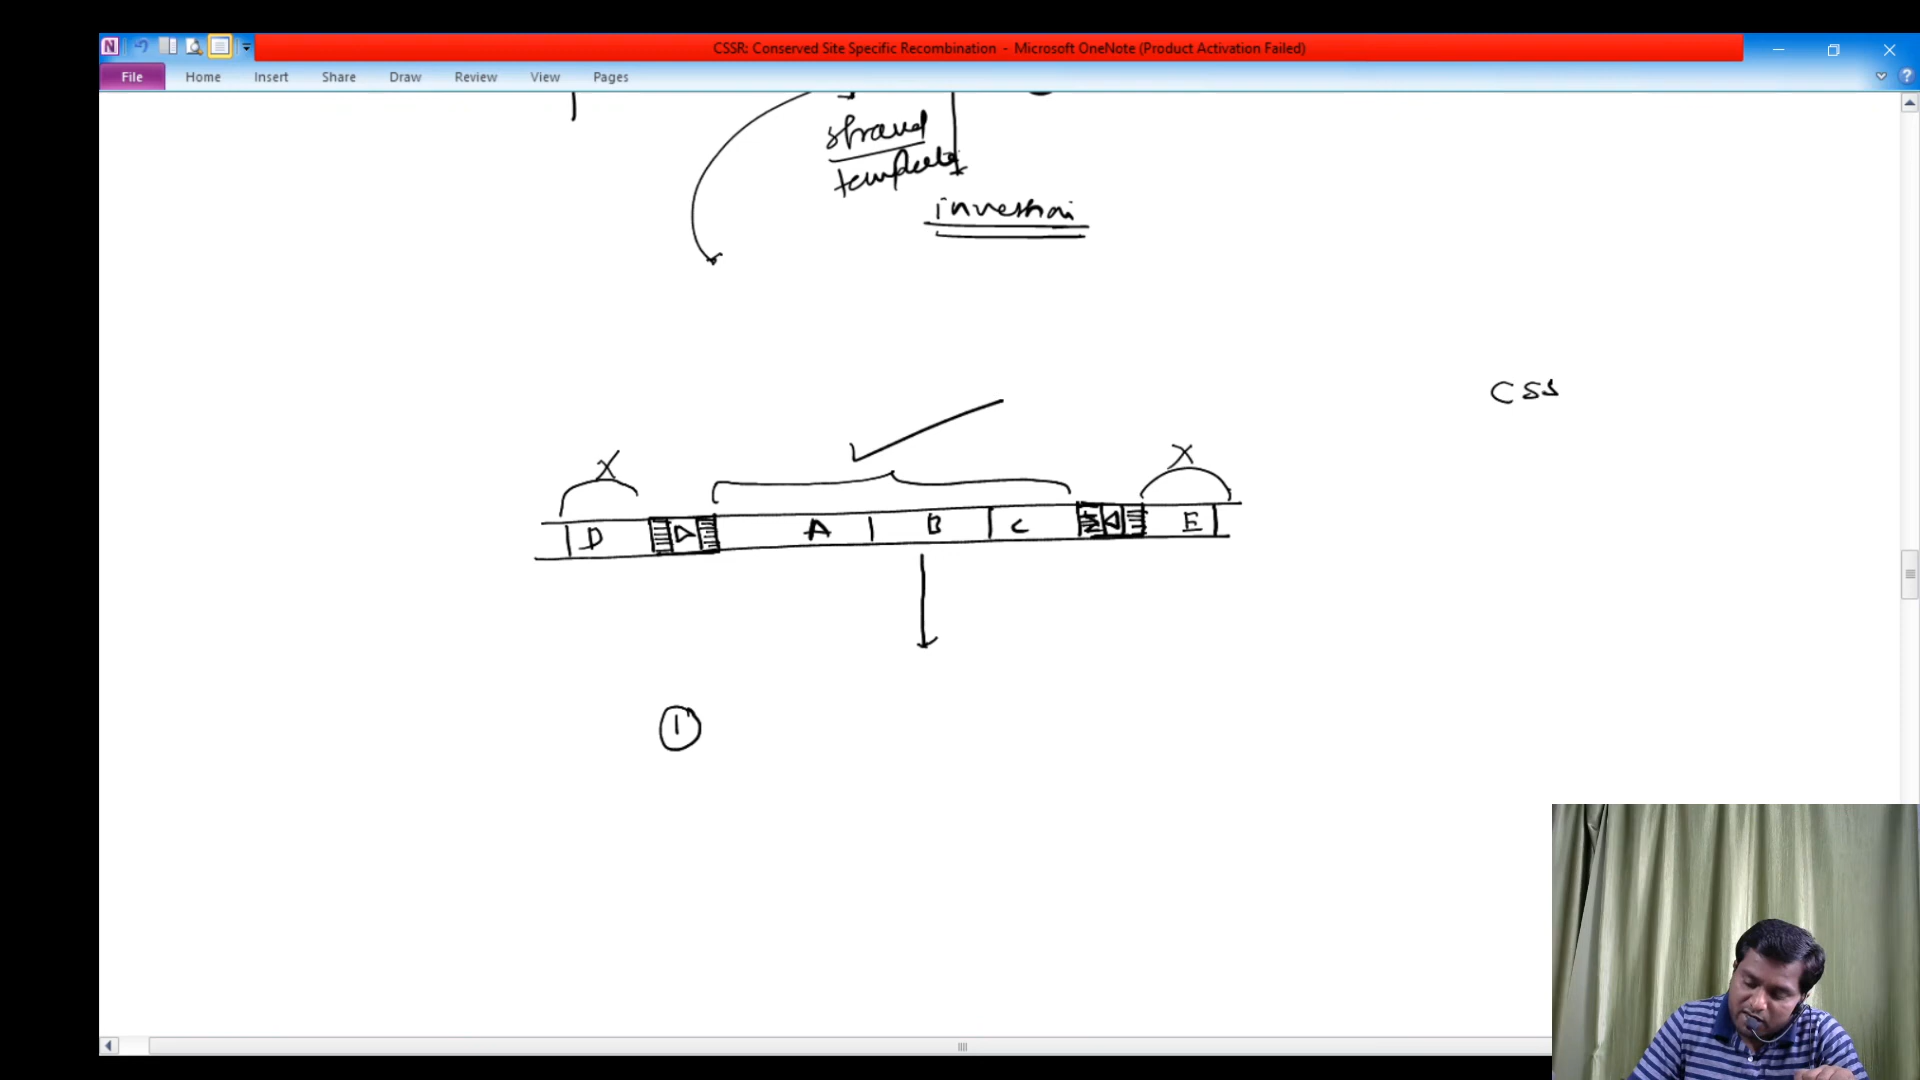 CSSR: Conserved Site Specific Recombination - Microsoft OneNote (Product Activation Failed)
File Home Insert Share Draw Review View Pages
strand
template
inversion
CSS
X X
D A B C E
1